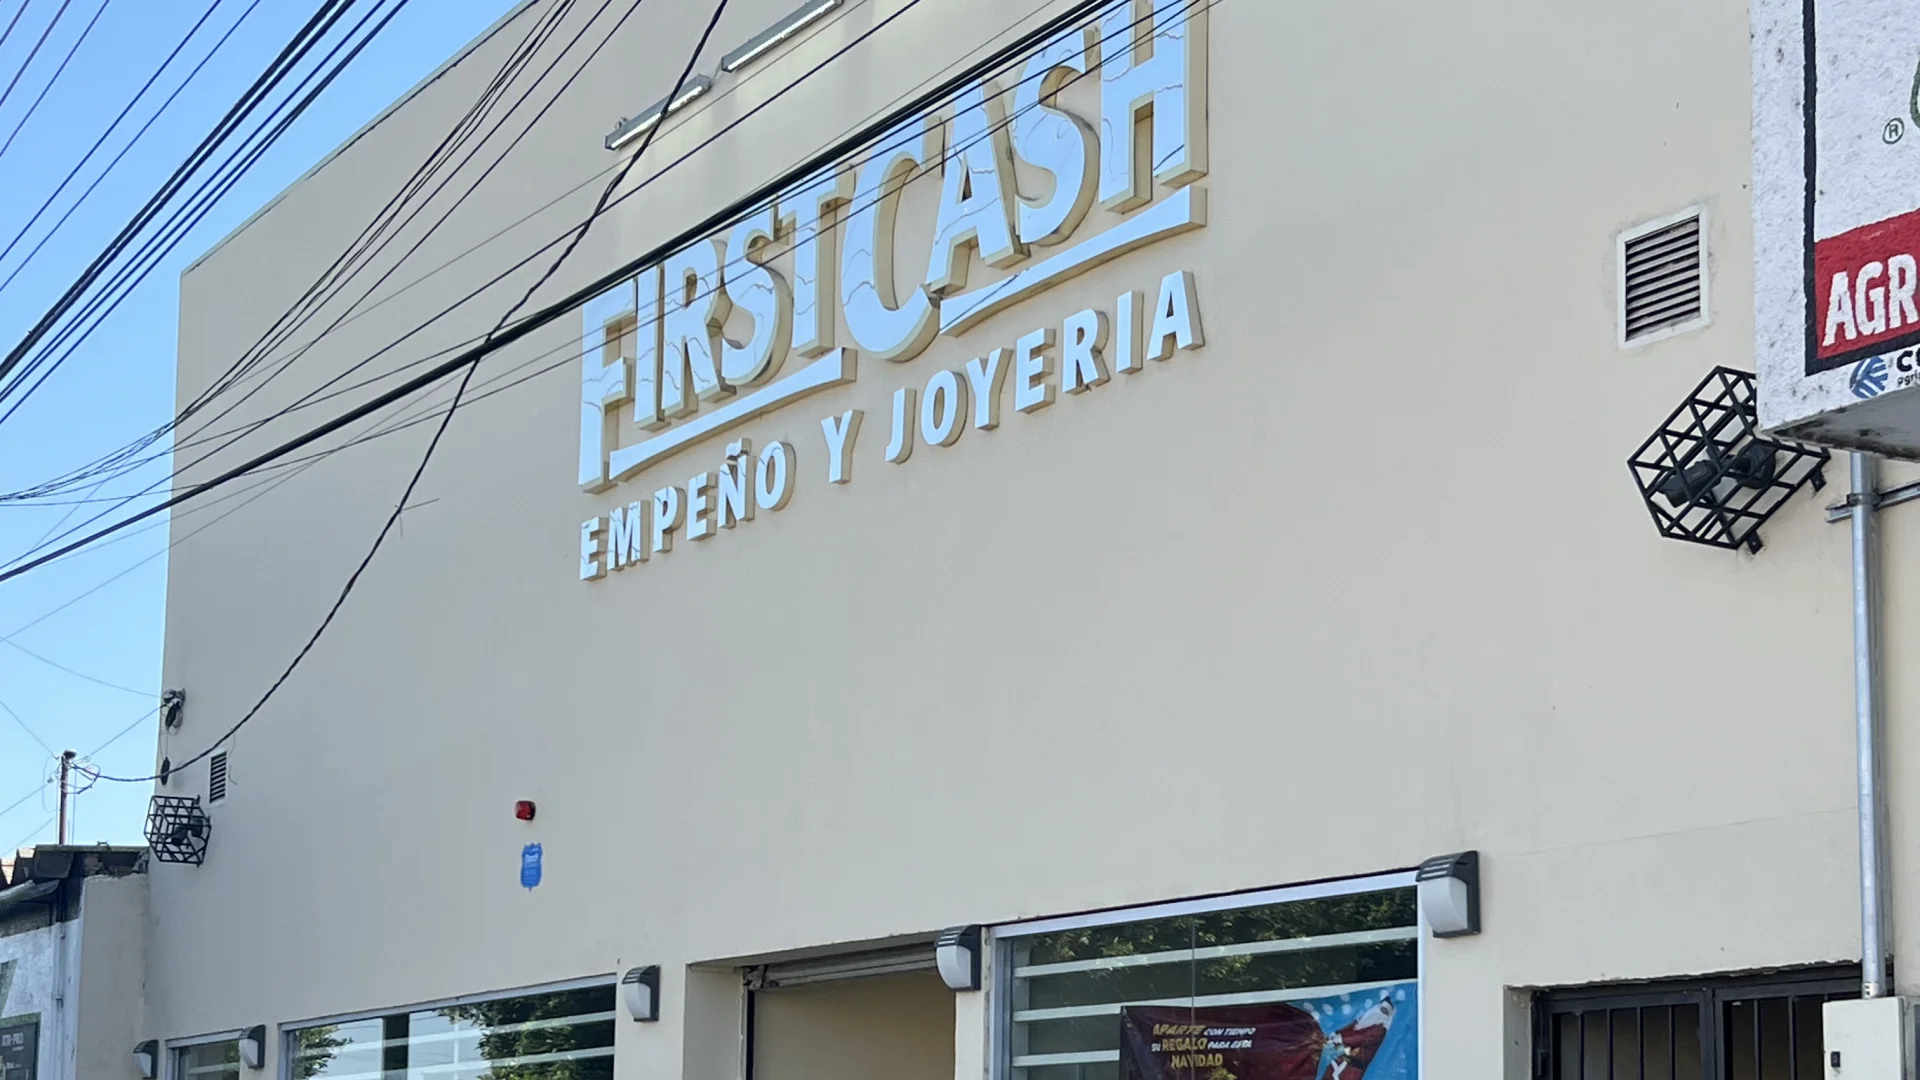 FIRSTCASH
EMPEÑO Y JOYERIA
®
AGR
APARTE CON TIEMPO
SU REGALO PARA ESTA
NAVIDAD